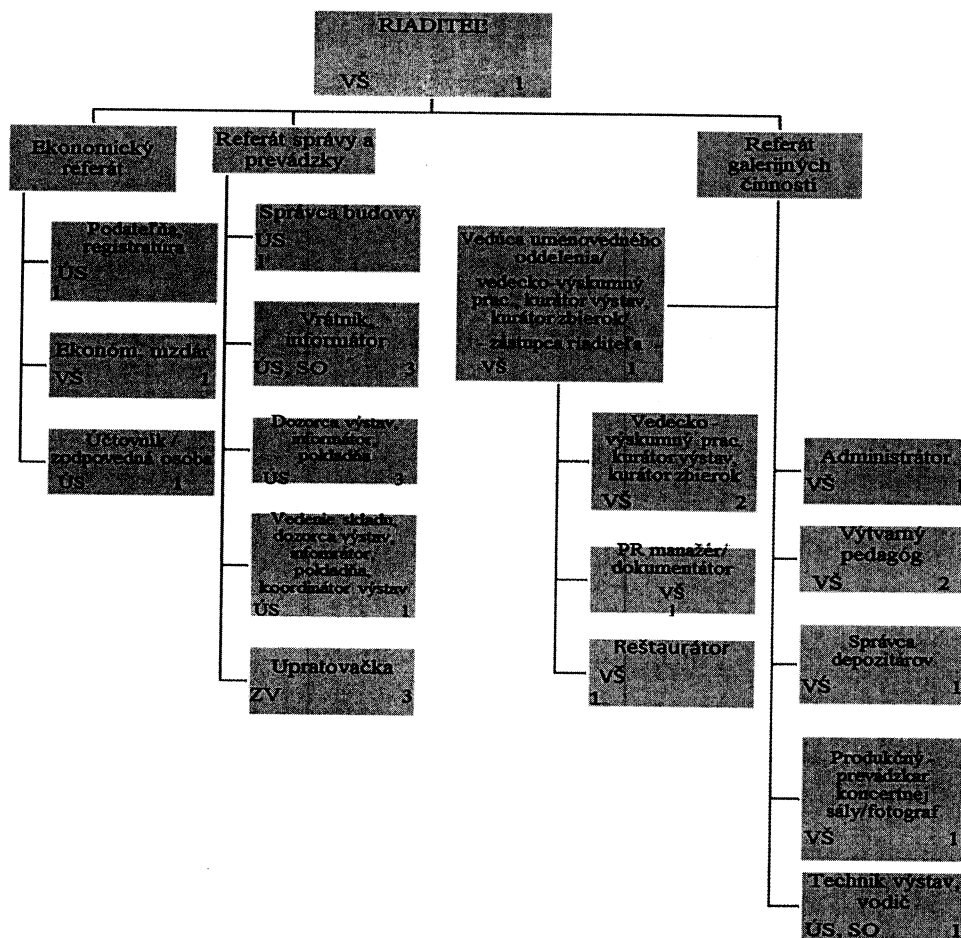 RIADITEĽ
VŠ 1
Ekonomický
referát
Podateľňa,
registratúra
ÚS
1
Ekonóm. mzdár
VŠ 1
Účtovník /
zodpovedná osoba
ÚS 1
Referát správy a
prevádzky
Správca budovy
ÚS
1
Vrátnik,
informátor
ÚS, SO 3
Dozorca výstav,
informátor,
pokladňa
ÚS 3
Vedenie skladu,
dozorca výstav,
informátor,
pokladňa,
koordinátor výstav
ÚS 1
Upratovačka
ZV 3
Referát
galerijných
činností
Vedúca umenovedného
oddelenia/
vedecko-výskumný
prac., kurátor výstav,
kurátor zbierok/
- zástupca riaditeľa -
VŠ 1
Vedecko -
výskumný prac.
kurátor výstav,
kurátor zbierok
VŠ 2
PR manažér/
dokumentátor
VŠ
1
Reštaurátor
VŠ
1
Administrátor
VŠ 1
Výtvarný
pedagóg
VŠ 2
Správca
depozitárov
VŠ 1
Produkčný -
prevádzkar
koncertnej
sály/fotograf
VŠ 1
Technik výstav,
vodič
ÚS, SO 1